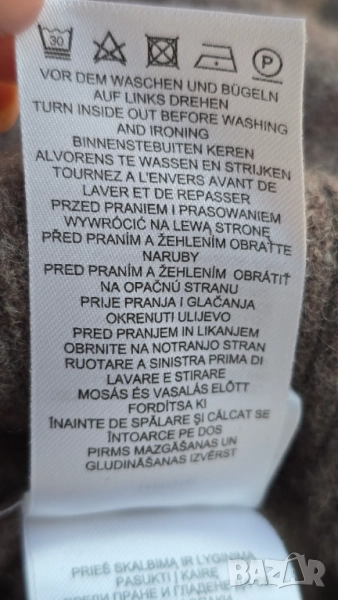 30
P
VOR DEM WASCHEN UND BÜGELN
AUF LINKS DREHEN
TURN INSIDE OUT BEFORE WASHING
AND IRONING
BINNENSTEBUITEN KEREN
ALVORENS TE WASSEN EN STRIJKEN
TOURNEZ A L'ENVERS AVANT DE
LAVER ET DE REPASSER
PRZED PRANIEM I PRASOWANIEM
WYWRÓCIĆ NA LEWĄ STRONĘ
PŘED PRANÍM A ŽEHLENÍM OBRAŤTE
NARUBY
PRED PRANÍM A ŽEHLENÍM OBRÁTIŤ
NA OPAČNÚ STRANU
PRIJE PRANJA I GLAČANJA
OKRENUTI ULIJEVO
PRED PRANJEM IN LIKANJEM
OBRNITE NA NOTRANJO STRAN
RUOTARE A SINISTRA PRIMA DI
LAVARE E STIRARE
MOSÁS ÉS VASALÁS ELŐTT
FORDÍTSA KI
ÎNAINTE DE SPĂLARE ŞI CĂLCAT SE
ÎNTOARCE PE DOS
PIRMS MAZGĀŠANAS UN
GLUDINĀŠANAS IZVĒRST
PRIEŠ SKALBIMĄ IR LYGINIMĄ
PASUKTI Į KAIRĘ
ПРЕДИ ПРАНЕ И ГЛАДЕНЕ
bazar.bg